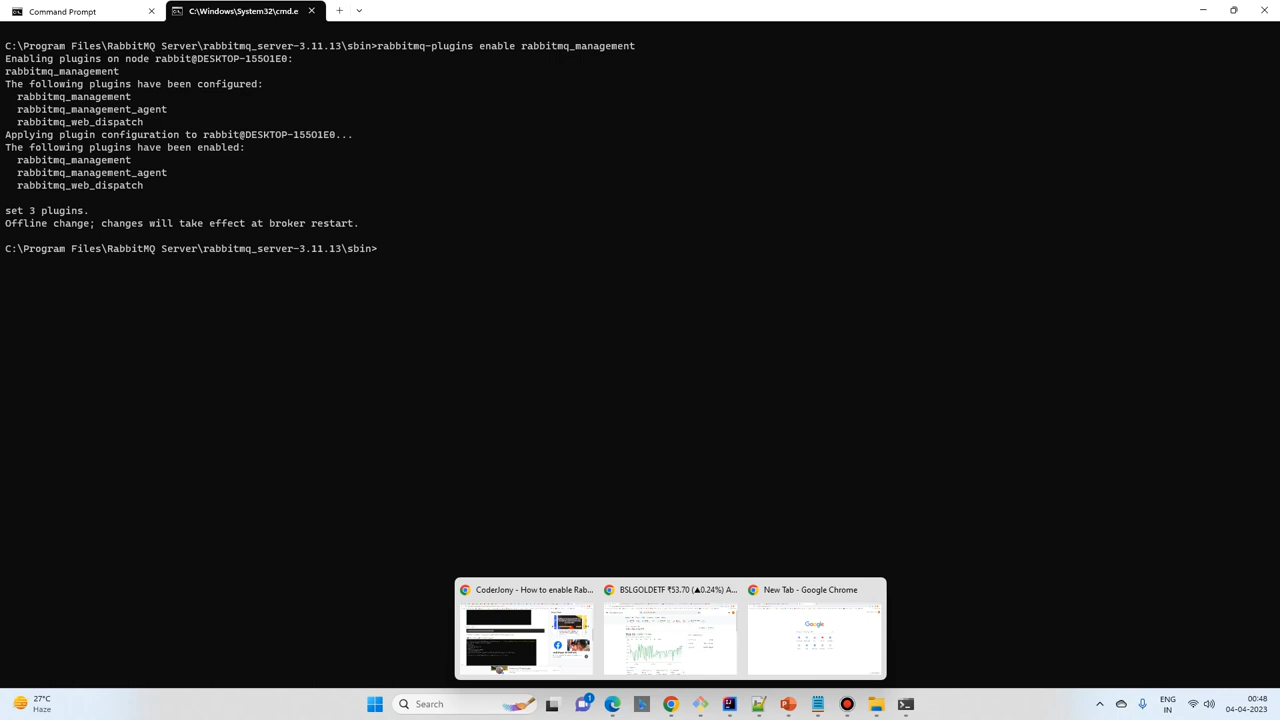 Command Prompt
C:\Windows\System32\cmd.e
C:\Program Files\RabbitMQ Server\rabbitmq_server-3.11.13\sbin>rabbitmq-plugins enable rabbitmq_management
Enabling plugins on node rabbit@DESKTOP-155O1E0:
rabbitmq_management
The following plugins have been configured:
rabbitmq_management
rabbitmq_management_agent
rabbitmq_web_dispatch
Applying plugin configuration to rabbit@DESKTOP-155O1E0...
The following plugins have been enabled:
rabbitmq_management
rabbitmq_management_agent
rabbitmq_web_dispatch
set 3 plugins.
Offline change; changes will take effect at broker restart.
C:\Program Files\RabbitMQ Server\rabbitmq_server-3.11.13\sbin>
CoderJony - How to enable Rab...
BSLGOLDETF ₹53.70 (▲0.24%) A...
New Tab - Google Chrome
Google
27°C
Haze
Search
1
ENG
IN
00:48
04-04-2023